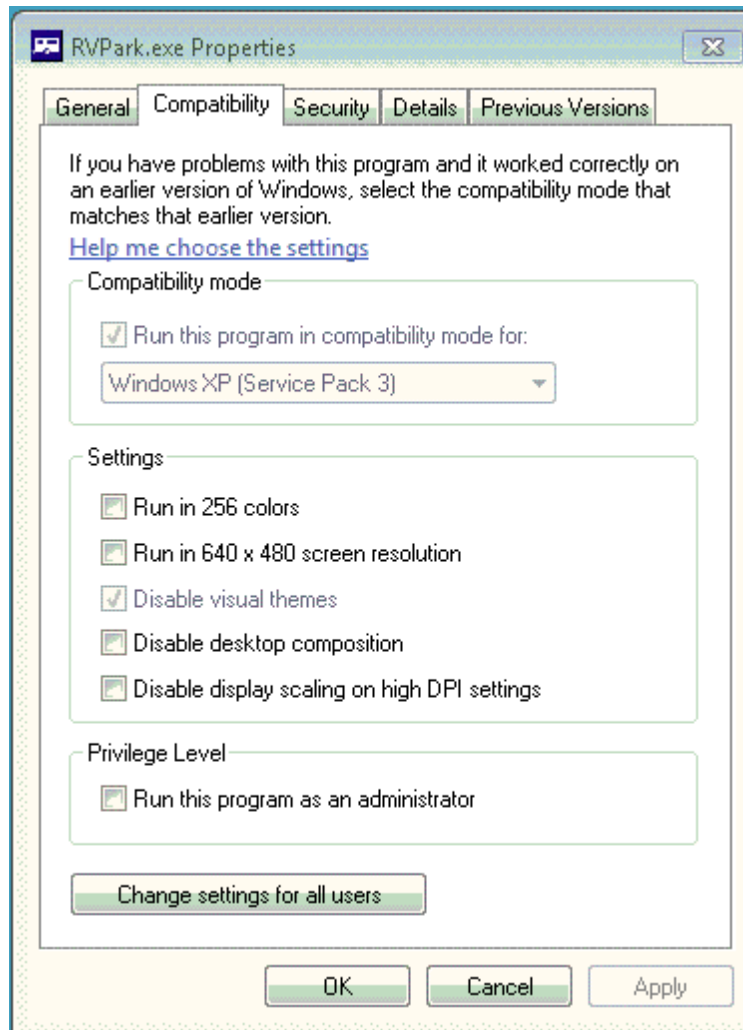 RVPark.exe Properties
General Compatibility Security Details Previous Versions
If you have problems with this program and it worked correctly on
an earlier version of Windows, select the compatibility mode that
matches that earlier version.
Help me choose the settings
Compatibility mode
Run this program in compatibility mode for:
Windows XP (Service Pack 3)
Settings
Run in 256 colors
Run in 640 x 480 screen resolution
Disable visual themes
Disable desktop composition
Disable display scaling on high DPI settings
Privilege Level
Run this program as an administrator
Change settings for all users
OK Cancel Apply